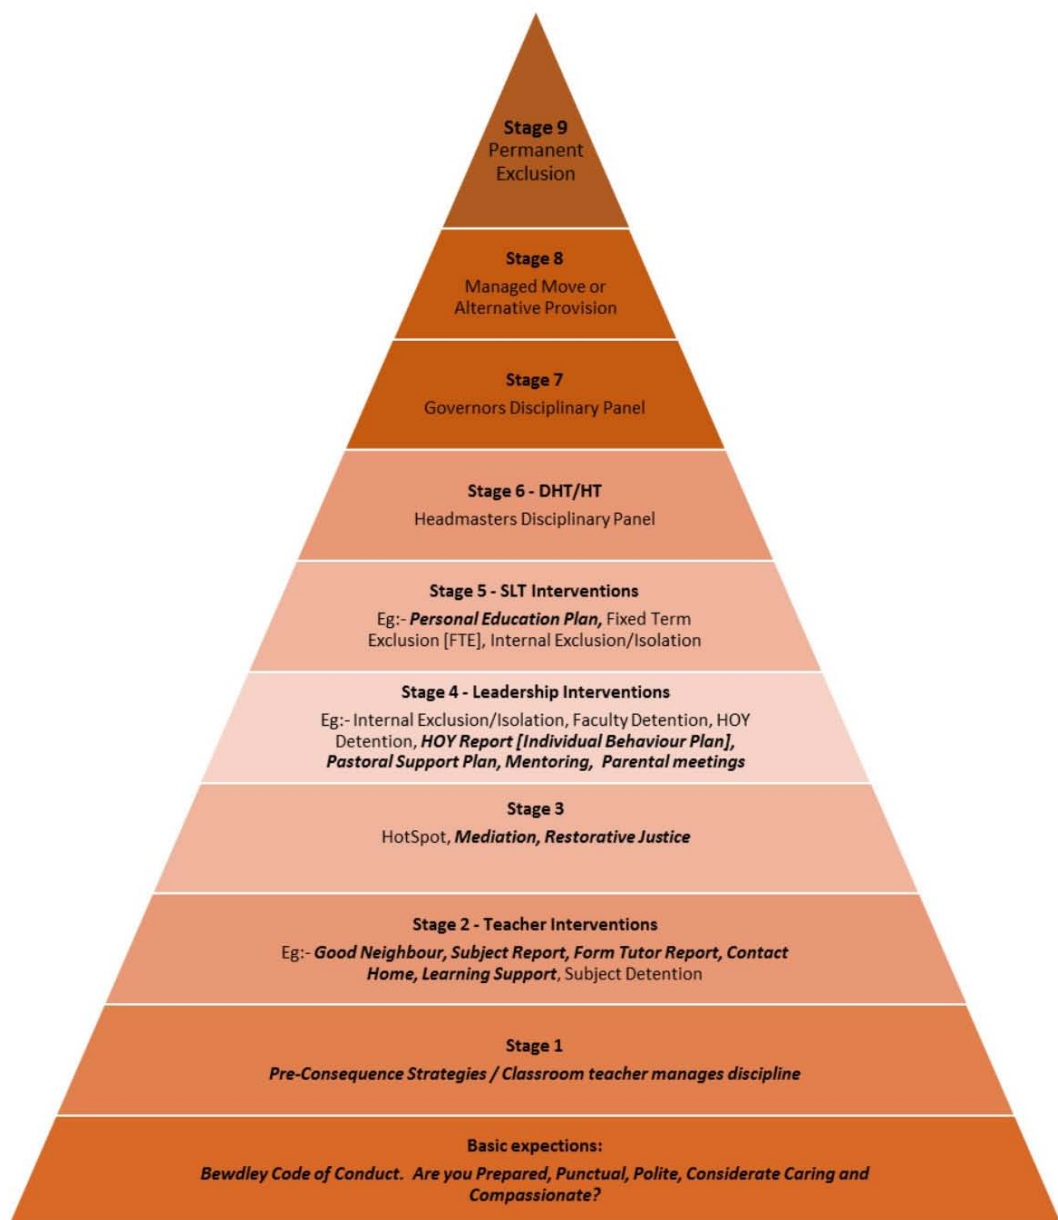 Stage 9
Permanent
Exclusion
Stage 8
Managed Move or
Alternative Provision
Stage 7
Governors Disciplinary Panel
Stage 6 - DHT/HT
Headmasters Disciplinary Panel
Stage 5 - SLT Interventions
Eg:- Personal Education Plan, Fixed Term
Exclusion [FTE], Internal Exclusion/Isolation
Stage 4 - Leadership Interventions
Eg:- Internal Exclusion/Isolation, Faculty Detention, HOY
Detention, HOY Report [Individual Behaviour Plan],
Pastoral Support Plan, Mentoring, Parental meetings
Stage 3
HotSpot, Mediation, Restorative Justice
Stage 2 - Teacher Interventions
Eg:- Good Neighbour, Subject Report, Form Tutor Report, Contact
Home, Learning Support, Subject Detention
Stage 1
Pre-Consequence Strategies / Classroom teacher manages discipline
Basic expections:
Bewdley Code of Conduct. Are you Prepared, Punctual, Polite, Considerate Caring and
Compassionate?